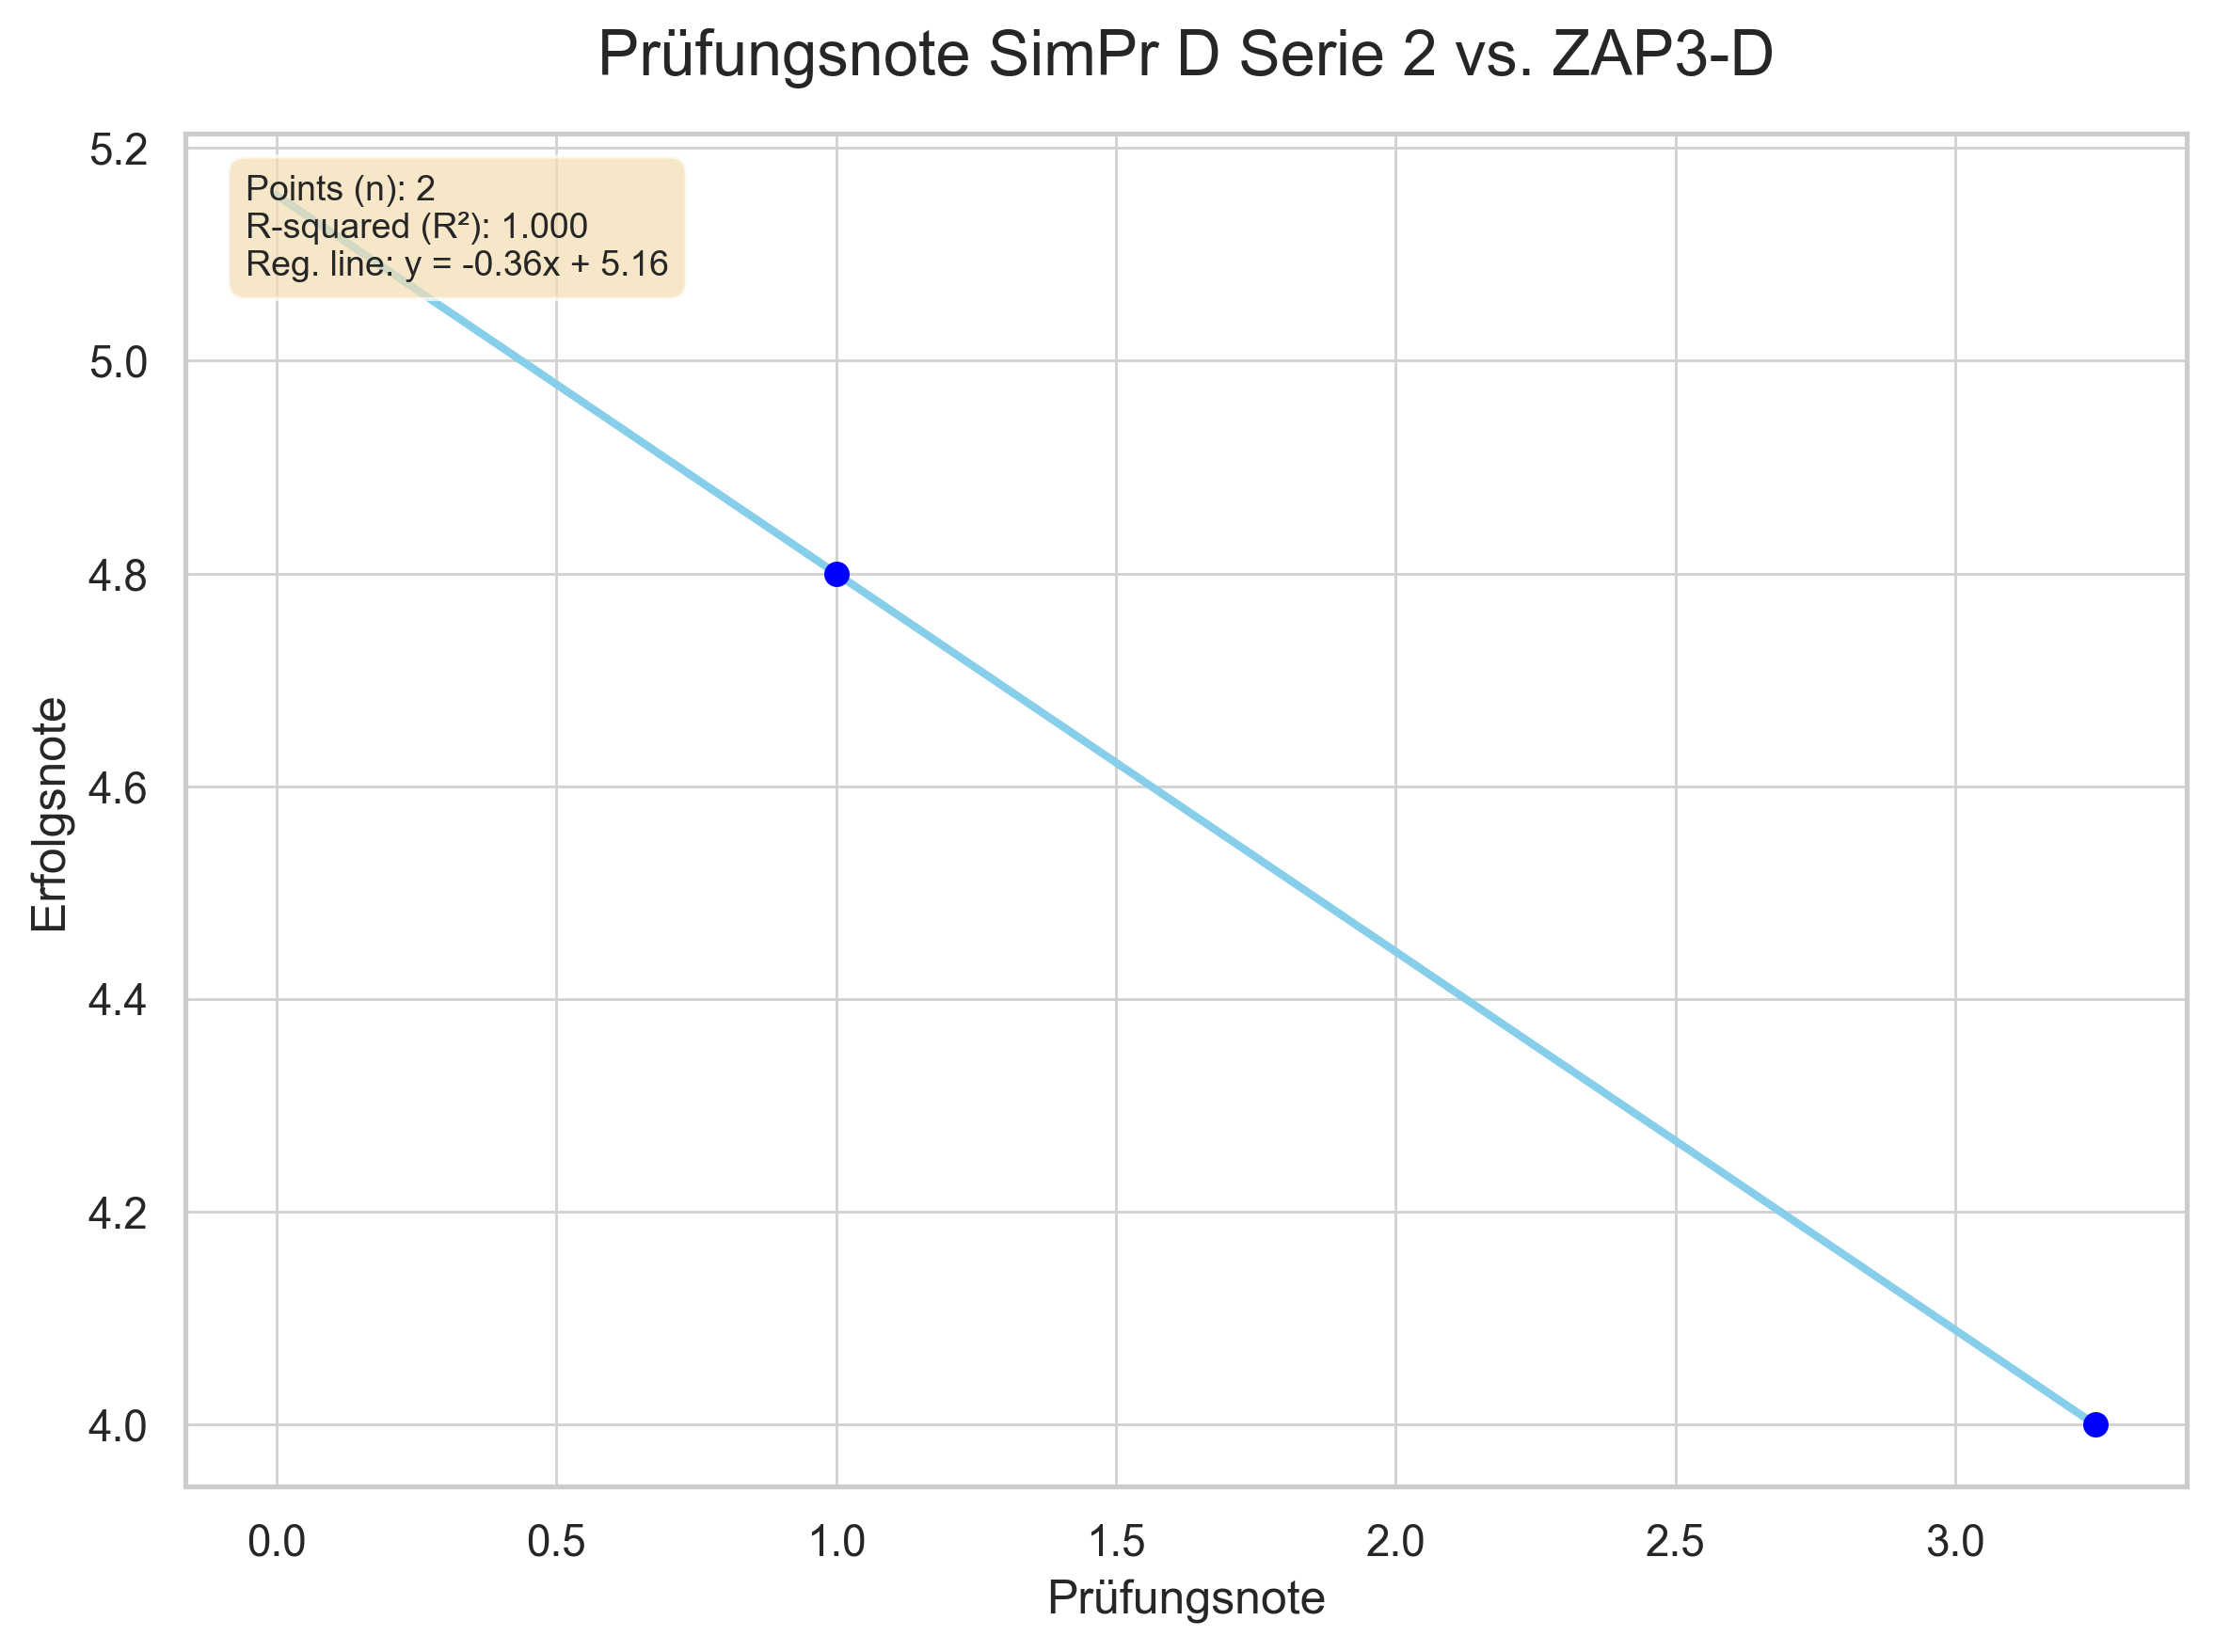 Prüfungsnote SimPr D Serie 2 vs. ZAP3-D
Points (n): 2
R-squared (R²): 1.000
Reg. line: y = -0.36x + 5.16
5.2
5.0
4.8
4.6
4.4
4.2
4.0
Erfolgsnote
0.0 0.5 1.0 1.5 2.0 2.5 3.0
Prüfungsnote